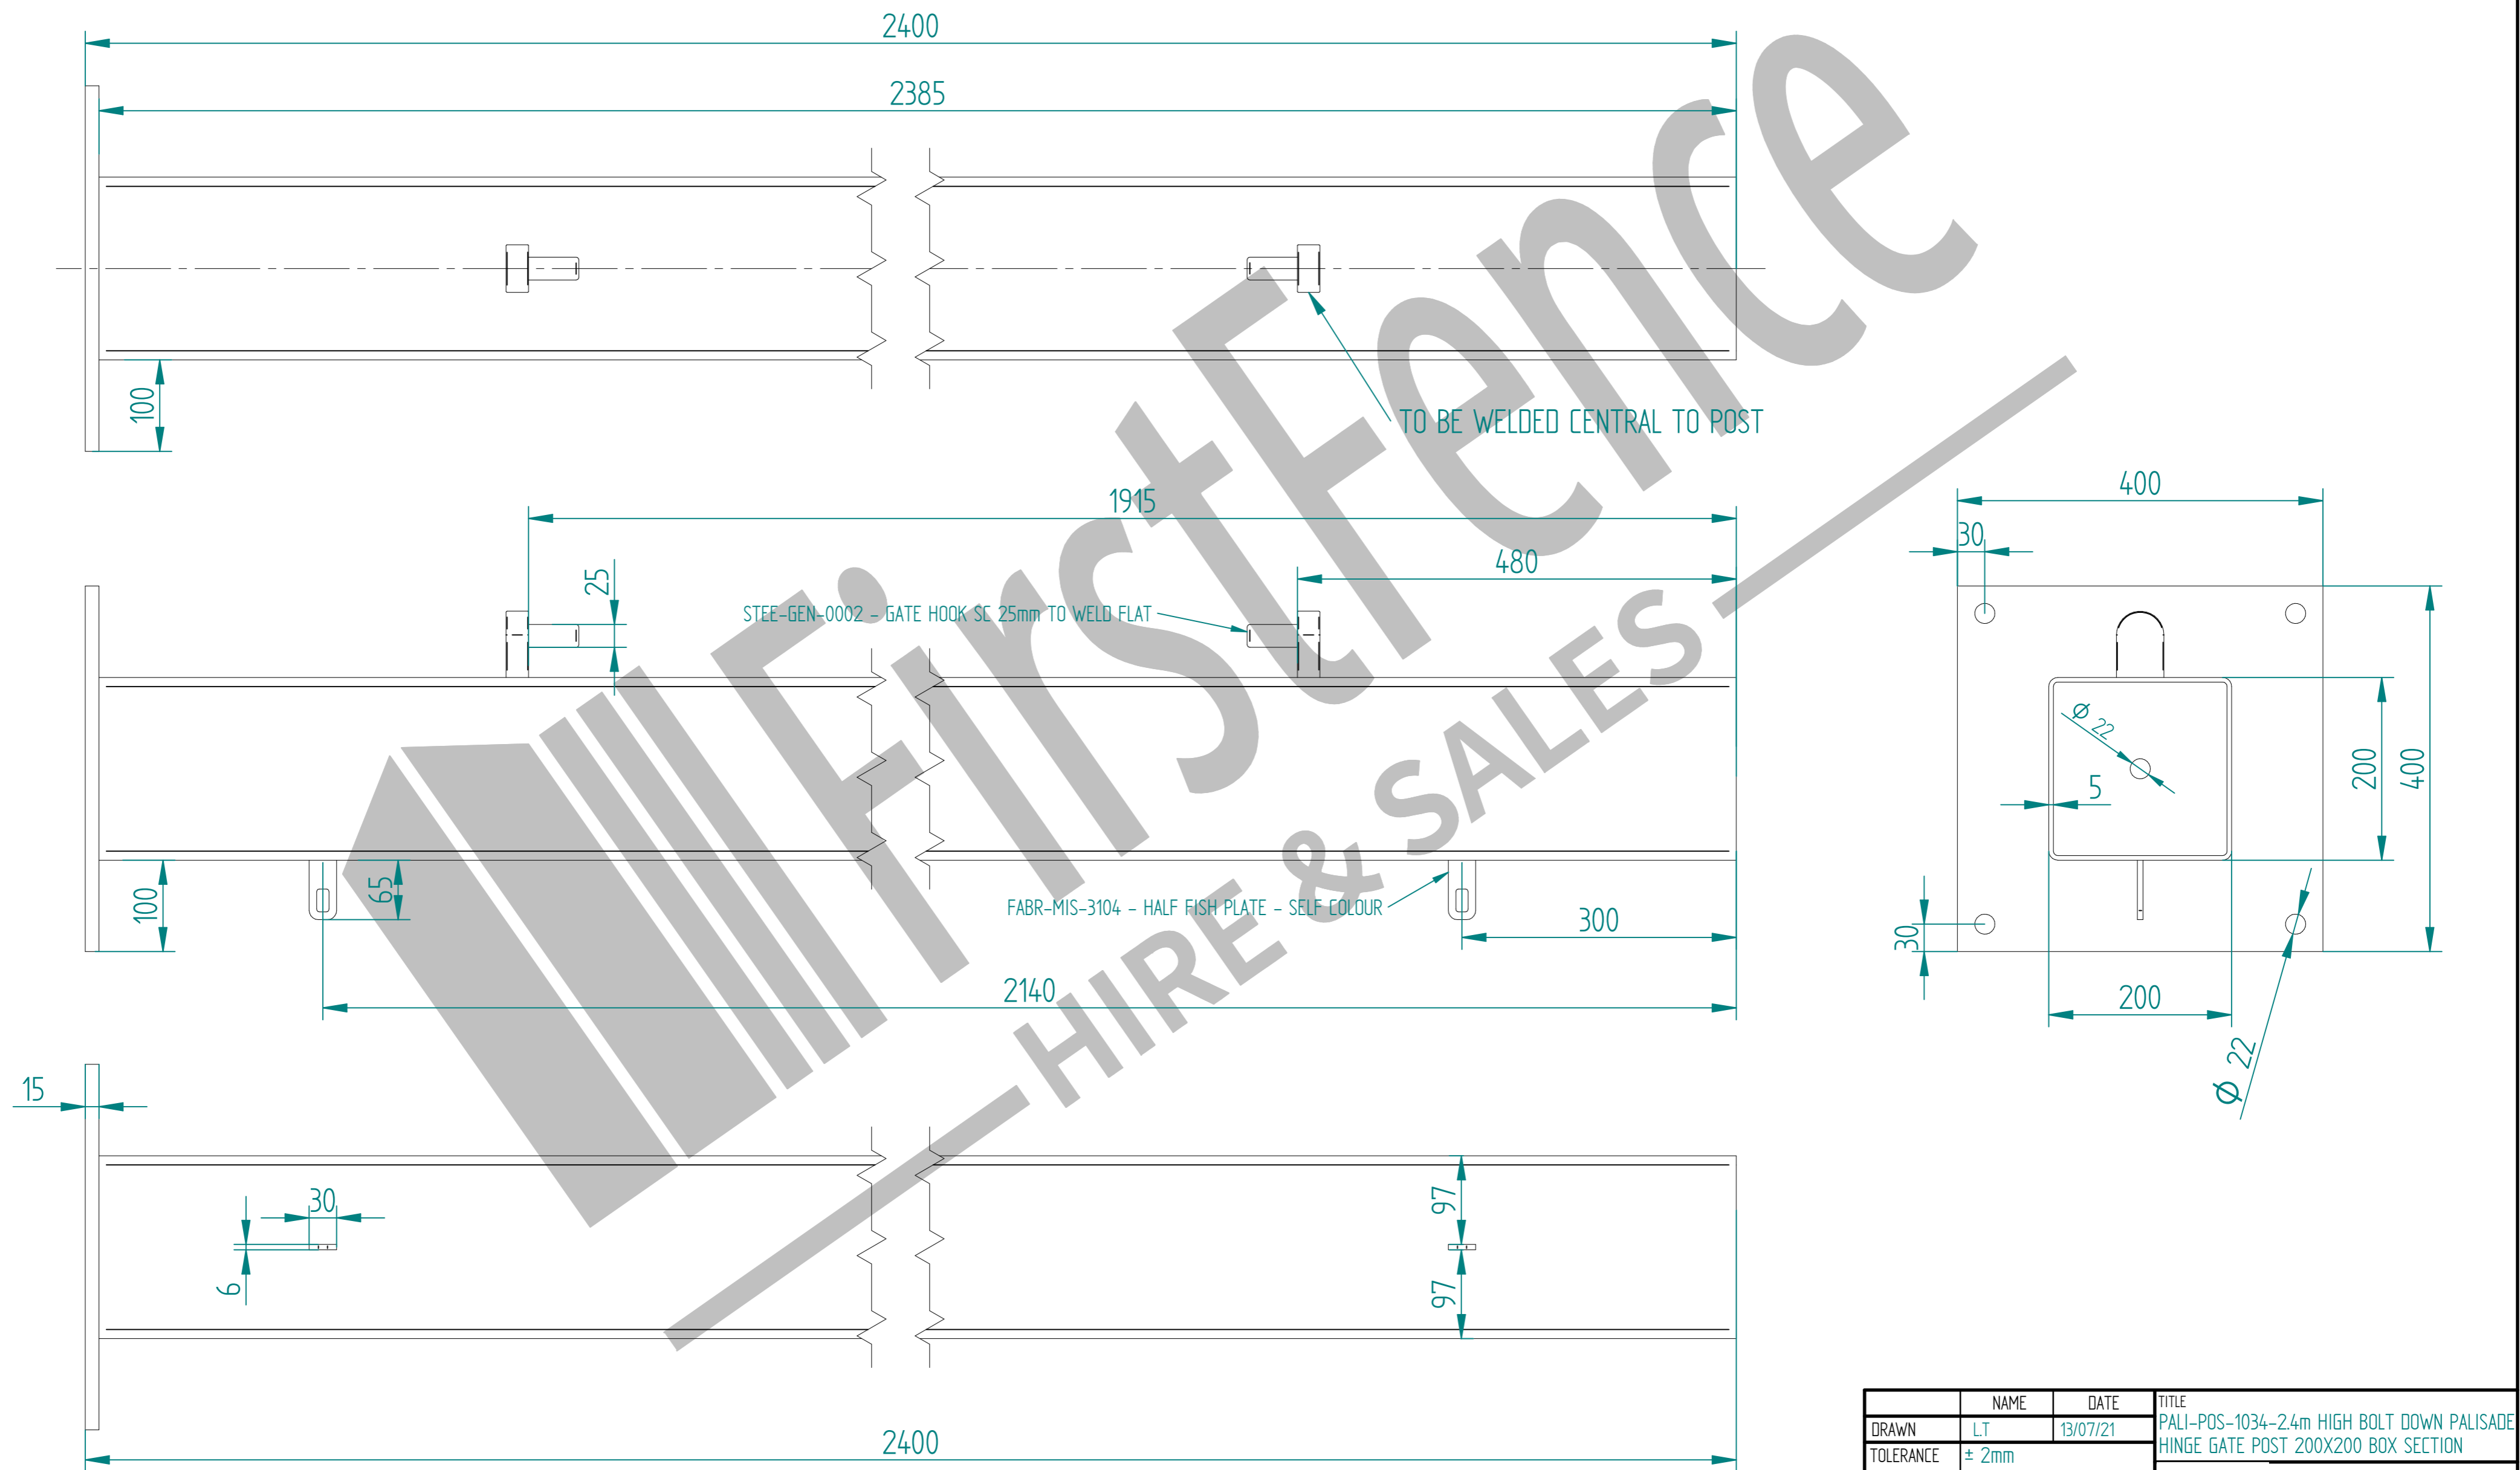 2400
2385
100
TO BE WELDED CENTRAL TO POST
1915
480
25
STEE-GEN-0002 - GATE HOOK SC 25mm TO WELD FLAT
100
65
FABR-MIS-3104 - HALF FISH PLATE - SELF COLOUR
300
2140
400
30
Ø 22
5
200
400
30
200
Ø 22
15
30
6
97
97
2400
FirstFence
HIRE & SALES
NAME DATE
DRAWN L.T 13/07/21
TOLERANCE ± 2mm
TITLE
PALI-POS-1034-2.4m HIGH BOLT DOWN PALISADE
HINGE GATE POST 200X200 BOX SECTION